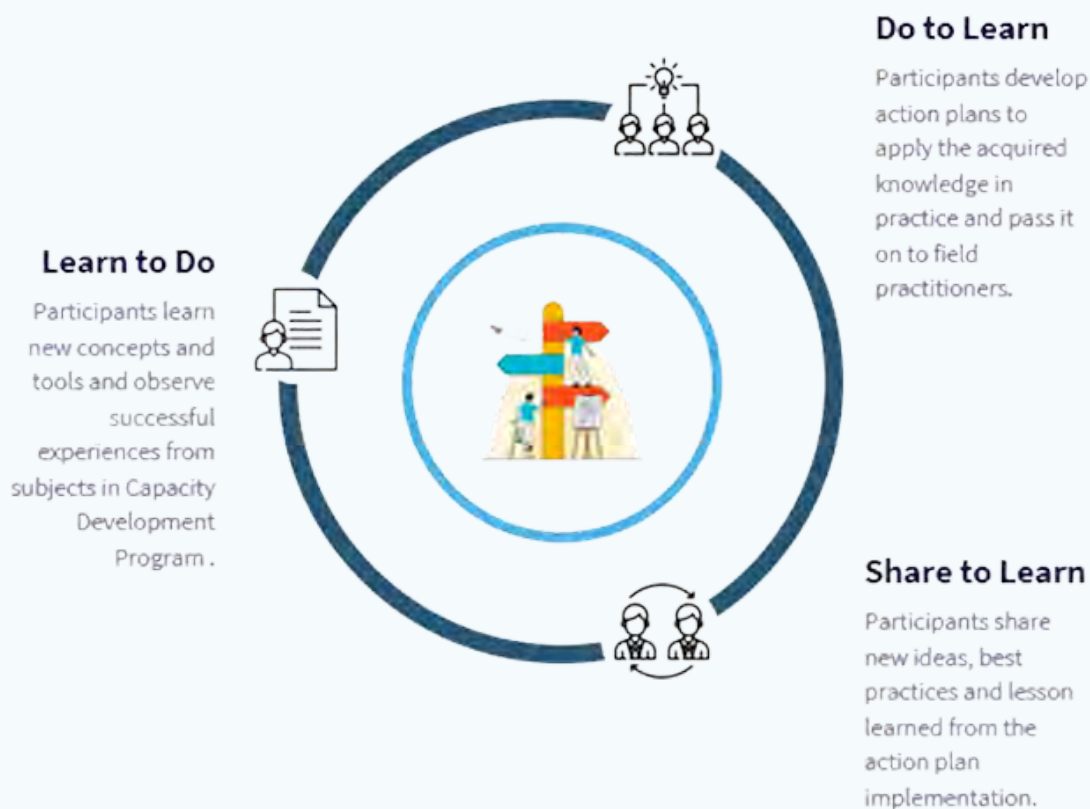 Do to Learn
Participants develop
action plans to
apply the acquired
knowledge in
practice and pass it
on to field
practitioners.
Learn to Do
Participants learn
new concepts and
tools and observe
successful
experiences from
subjects in Capacity
Development
Program .
Share to Learn
Participants share
new ideas, best
practices and lesson
learned from the
action plan
implementation.